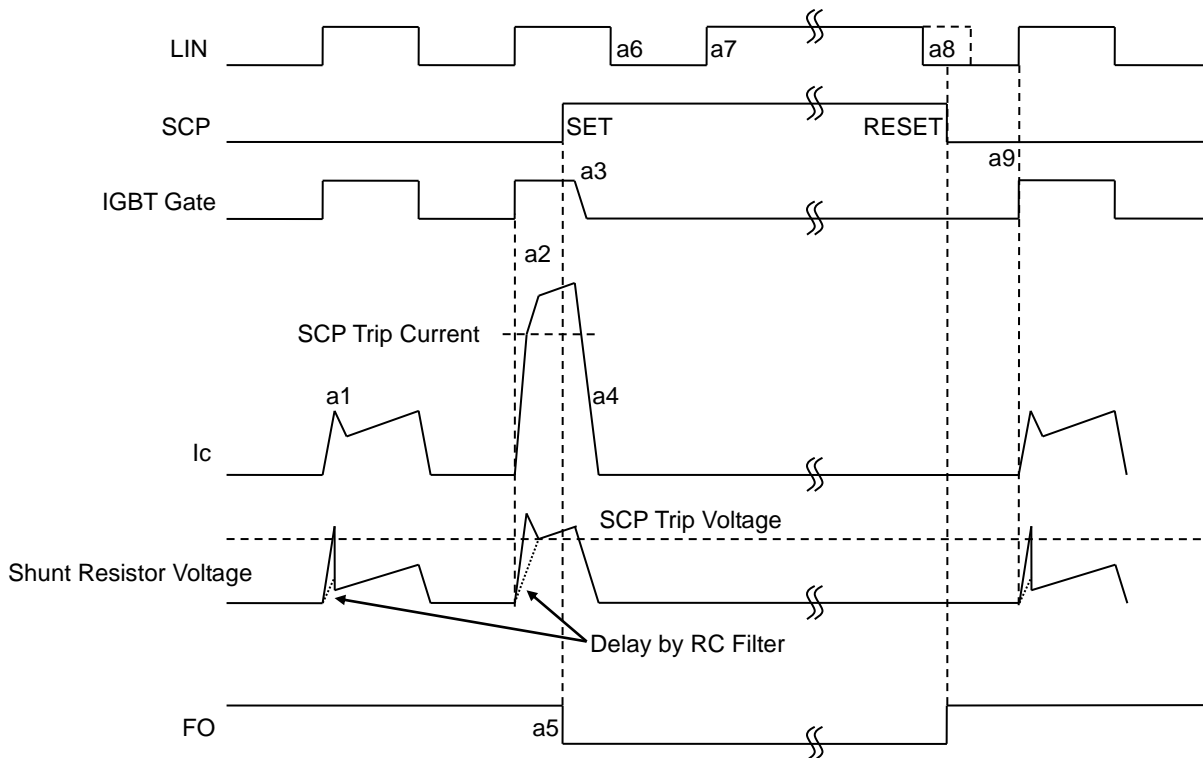 LIN
a6
a7
a8
SCP
SET
RESET
a9
IGBT Gate
a3
a2
SCP Trip Current
a1
a4
Ic
SCP Trip Voltage
Shunt Resistor Voltage
Delay by RC Filter
FO
a5